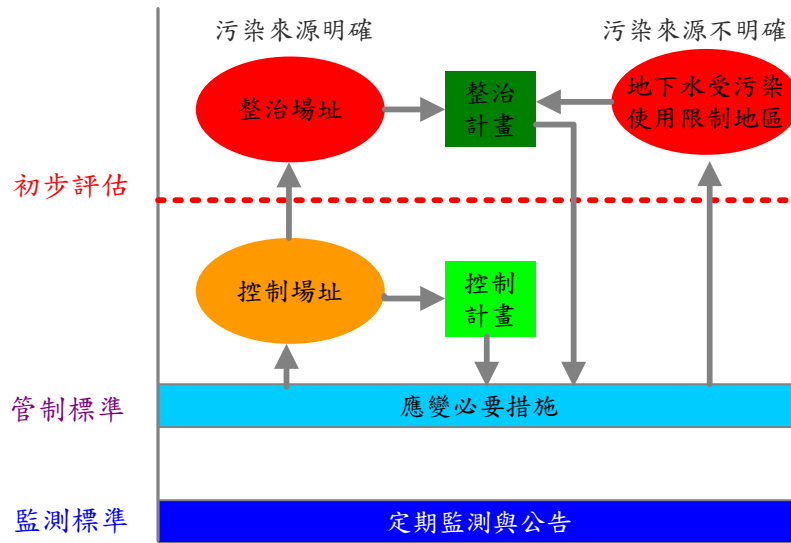 污染來源明確
污染來源不明確
整治場址
整治
計畫
地下水受污染
使用限制地區
初步評估
控制場址
控制
計畫
管制標準
應變必要措施
監測標準
定期監測與公告